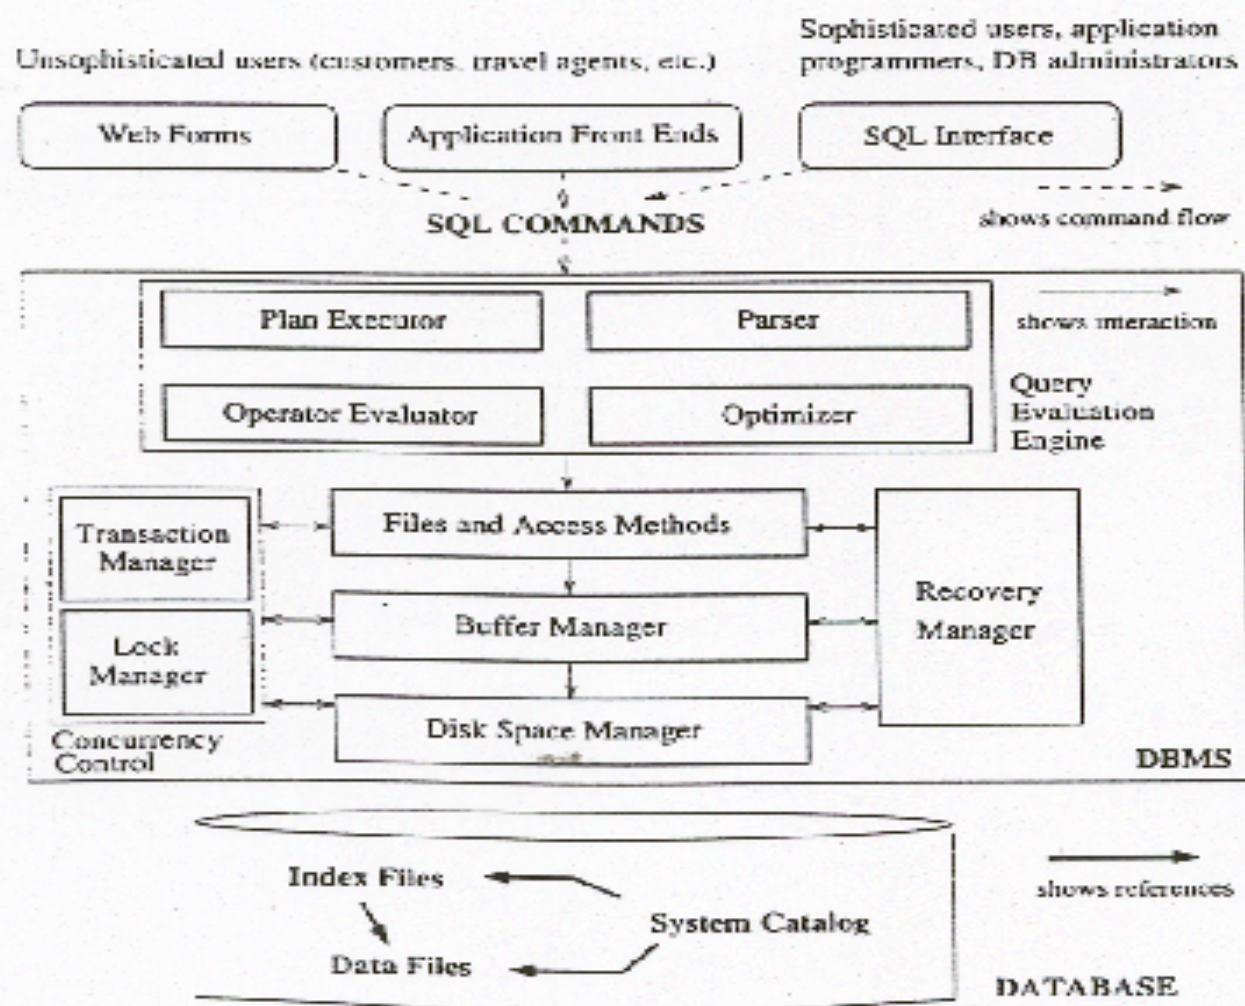 Sophisticated users, application
Unsophisticated users (customers, travel agents, etc.)
programmers, DB administrators
Web Forms
Application Front Ends
SQL Interface
SQL COMMANDS
shows command flow
Plan Executor
Parser
shows interaction
Operator Evaluator
Optimizer
Query
Evaluation
Engine
Transaction
Manager
Files and Access Methods
Recovery
Manager
Buffer Manager
Lock
Manager
Disk Space Manager
Concurrency
Control
DBMS
Index Files
shows references
System Catalog
Data Files
DATABASE